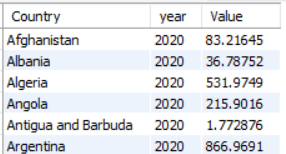 Country year Value
Afghanistan 2020 83.21645
Albania 2020 36.78752
Algeria 2020 531.9749
Angola 2020 215.9016
Antigua and Barbuda 2020 1.772876
Argentina 2020 866.9691